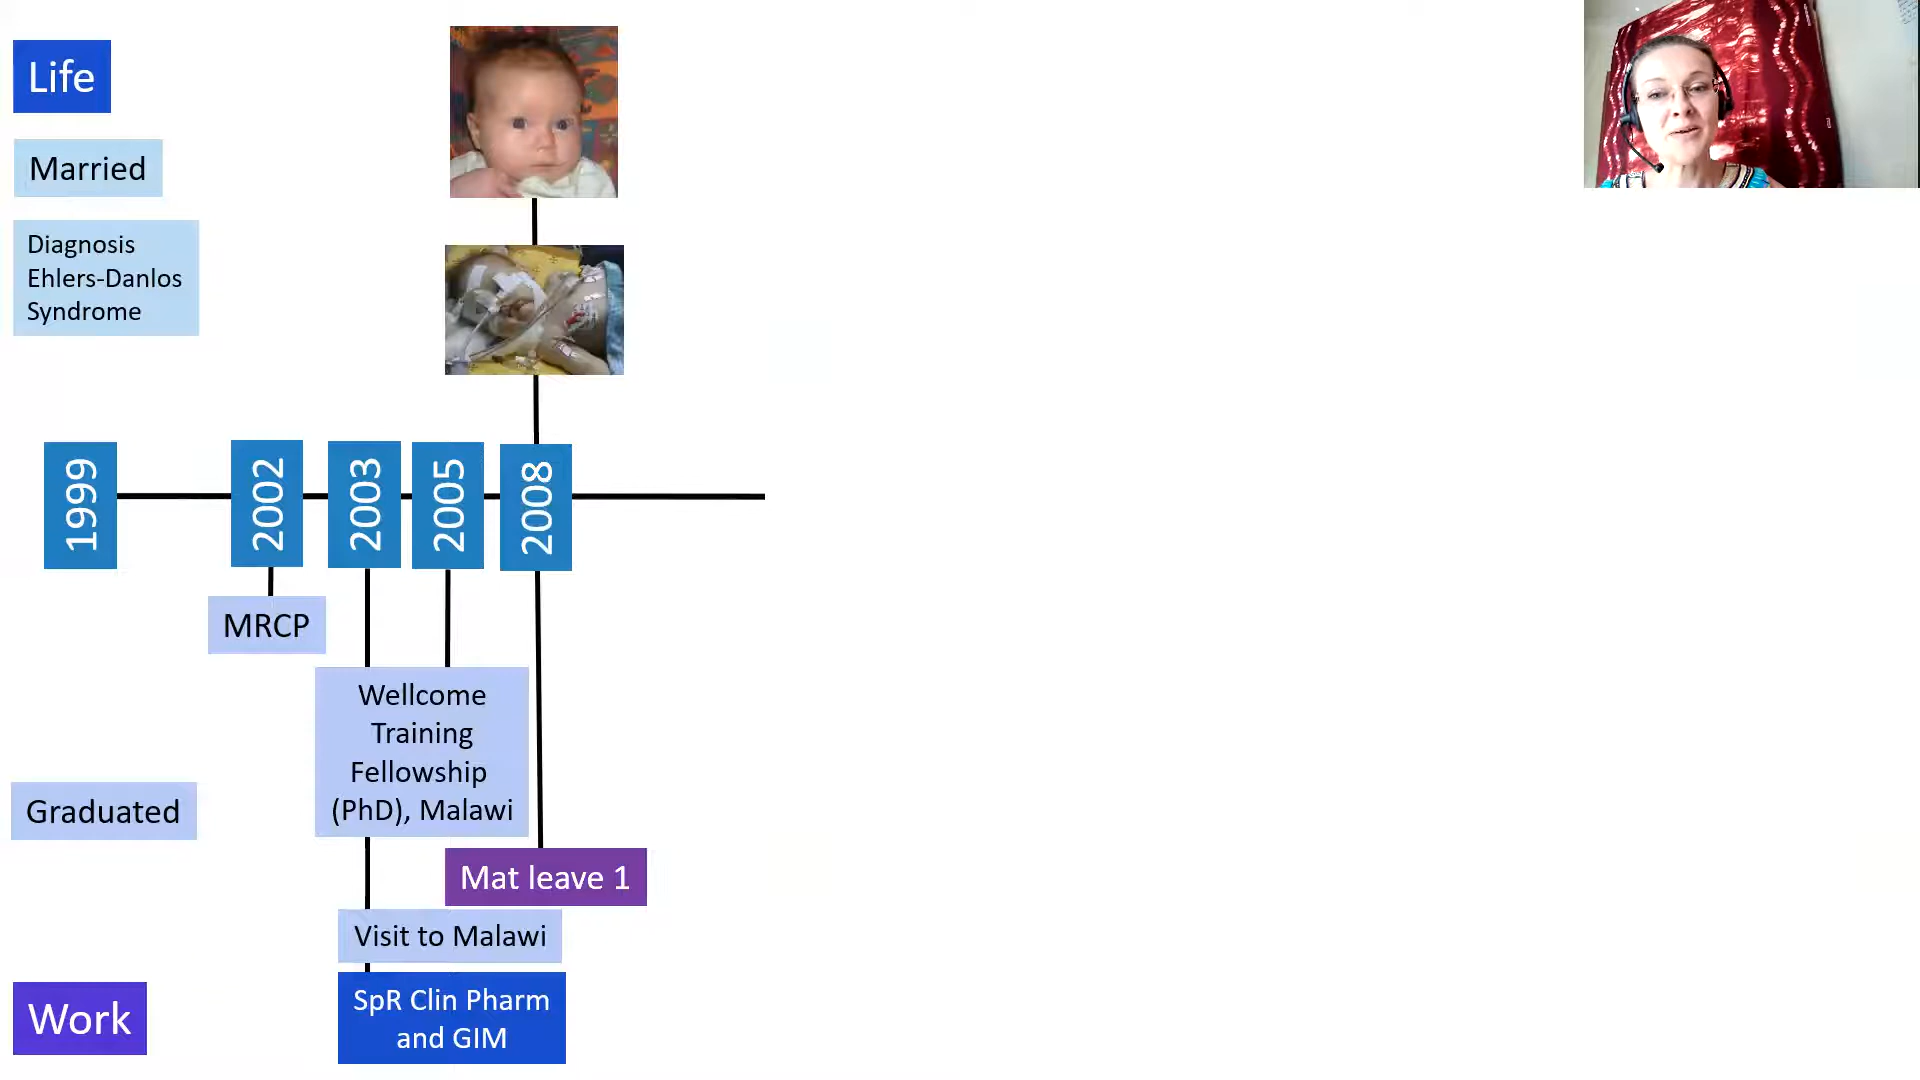 Life
Married
Diagnosis
Ehlers-Danlos
Syndrome
1999
2002
2003
2005
2008
MRCP
Wellcome
Training
Fellowship
(PhD), Malawi
Graduated
Mat leave 1
Visit to Malawi
Work
SpR Clin Pharm
and GIM